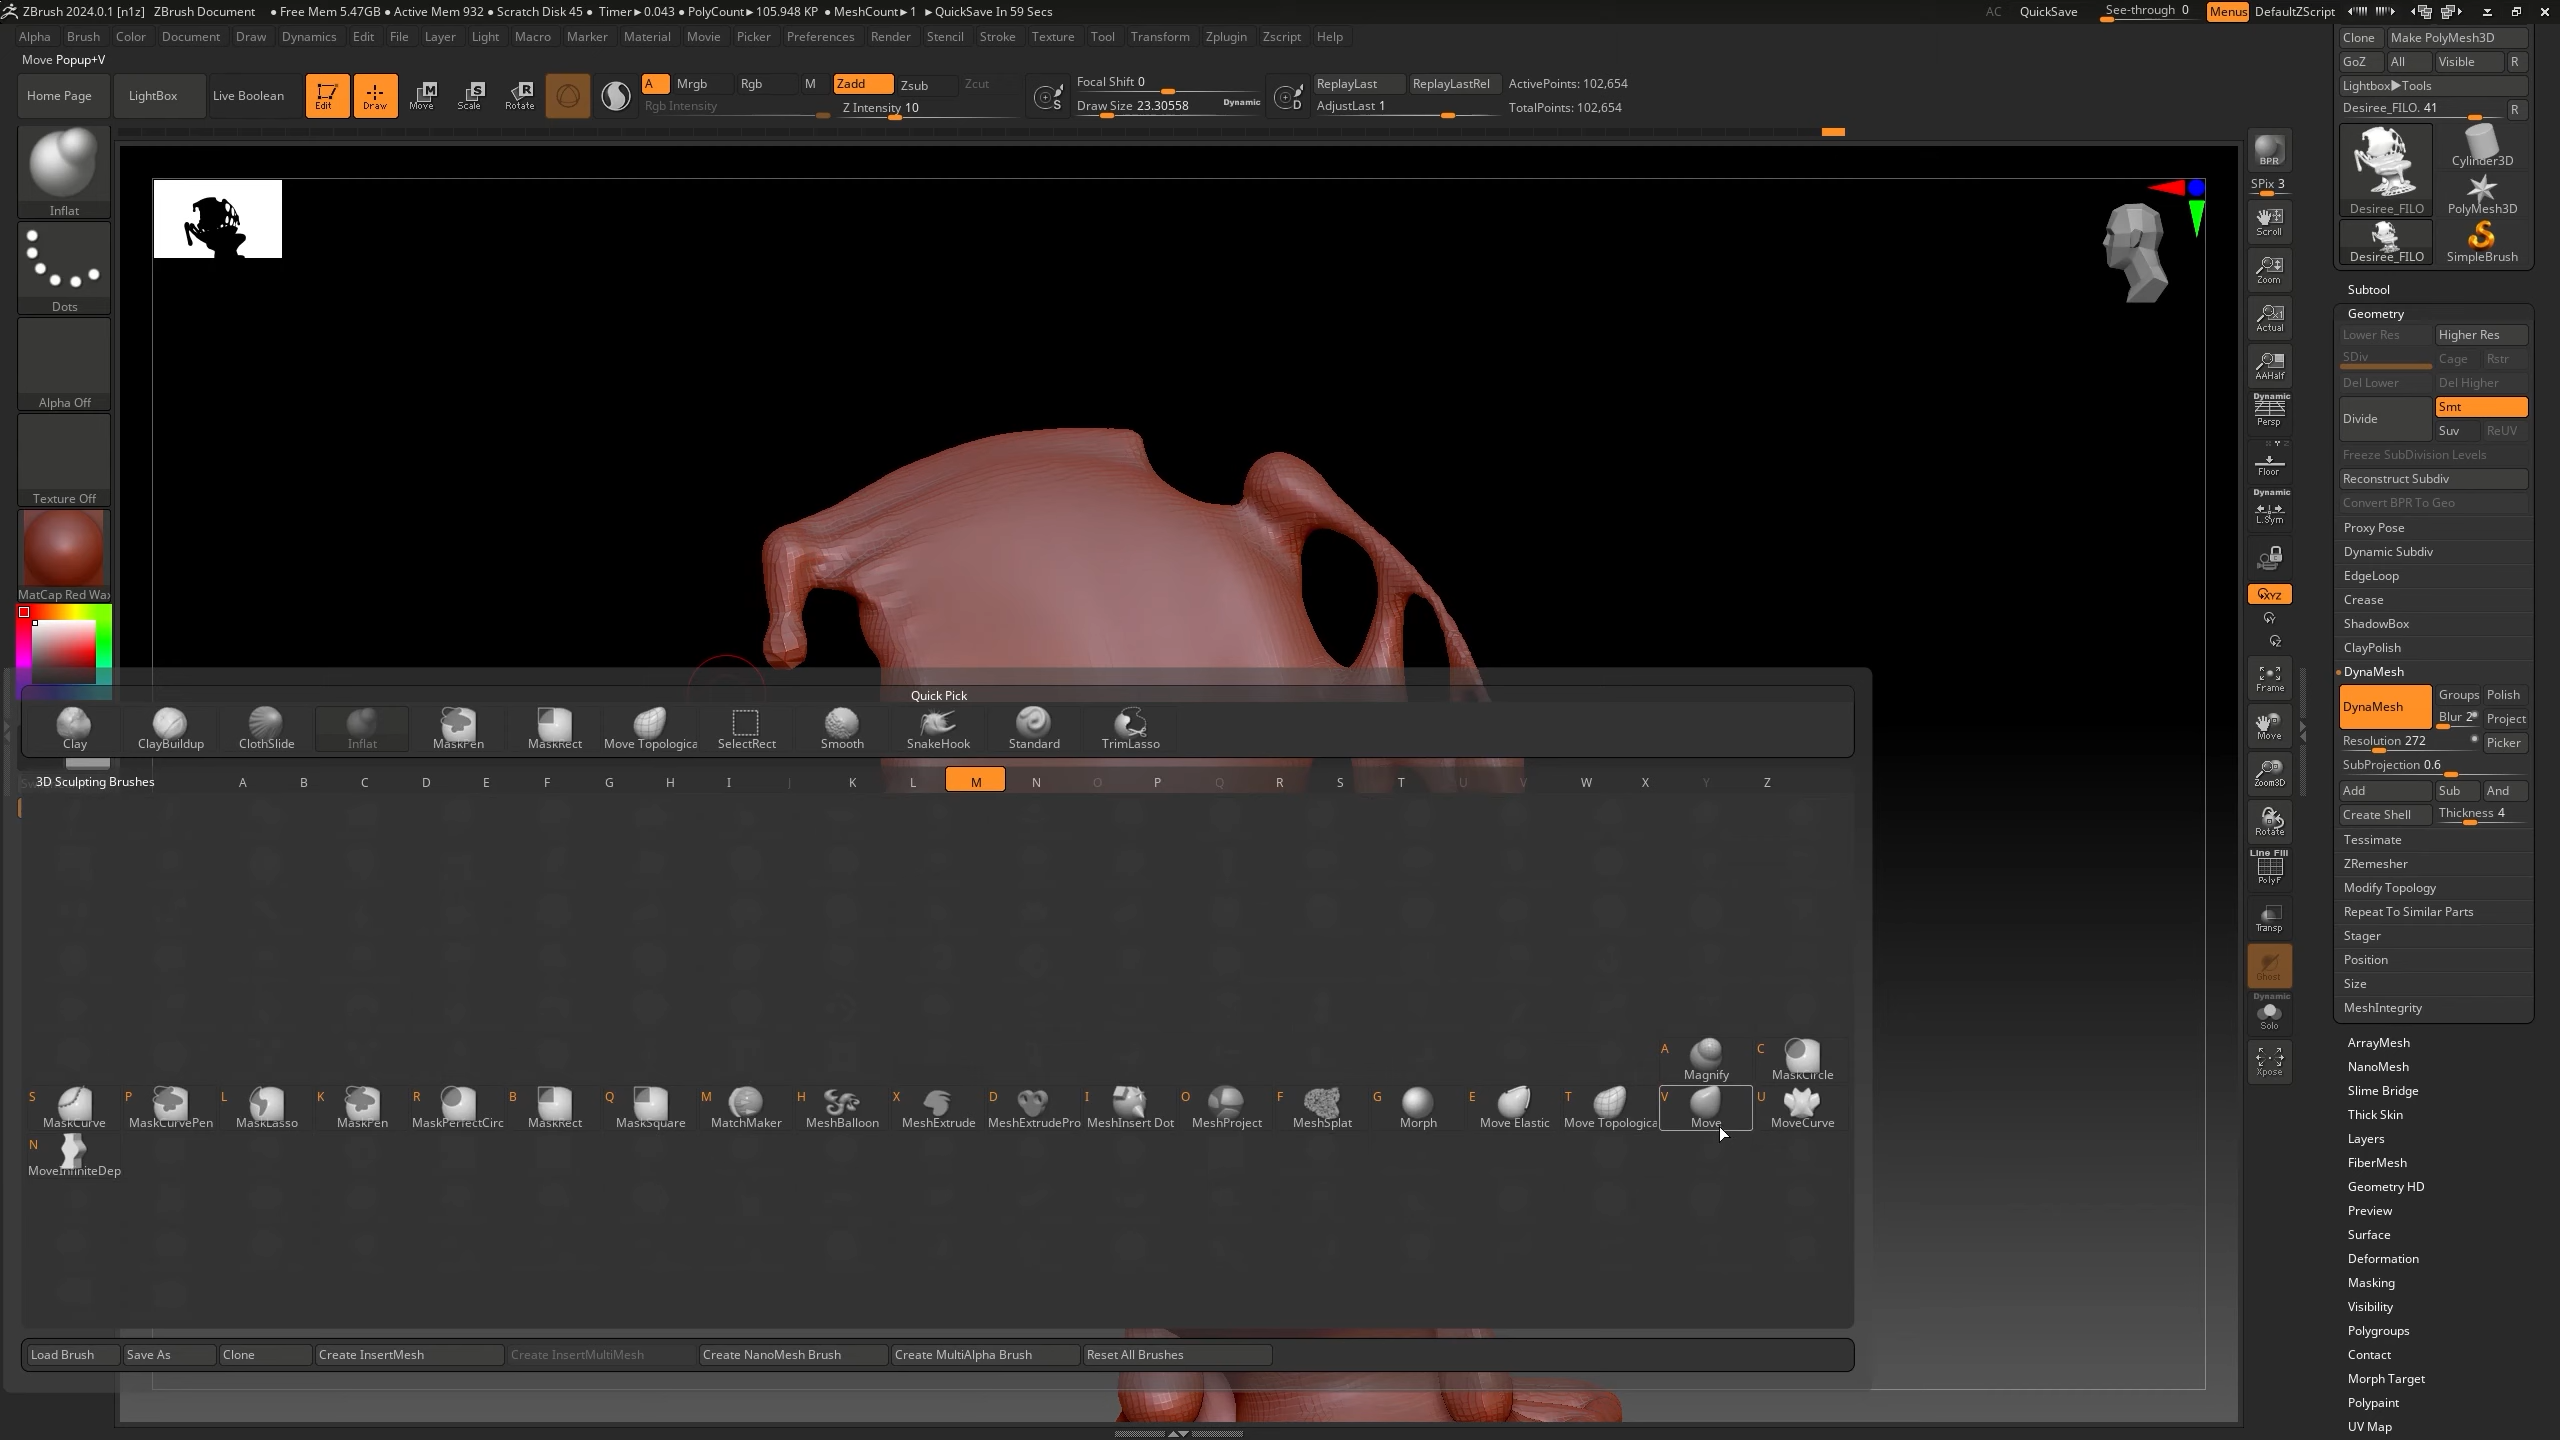 ZBrush 2024.0.1 [n1z] ZBrush Document ● Free Mem 5.47GB ● Active Mem 932 ● Scratch Disk 45 ● Timer►0.043 ● PolyCount►105.948 KP ● MeshCount►1 ►QuickSave In 59 Secs AC QuickSave See-through 0 Menus DefaultZScript
Alpha Brush Color Document Draw Dynamics Edit File Layer Light Macro Marker Material Movie Picker Preferences Render Stencil Stroke Texture Tool Transform Zplugin Zscript Help
Move Popup+V
Home Page LightBox Live Boolean Edit Draw Move Scale Rotate
A Mrgb Rgb M Zadd Zsub Zcut
Rgb Intensity Z Intensity 10
Focal Shift 0
Draw Size 23.30558 Dynamic
S
D
ReplayLast ReplayLastRel
AdjustLast 1
ActivePoints: 102,654
TotalPoints: 102,654
Inflat
Dots
Alpha Off
Texture Off
MatCap Red Wax
Quick Pick
Clay ClayBuildup ClothSlide Inflat MaskPen MaskRect Move Topologica SelectRect Smooth SnakeHook Standard TrimLasso
3D Sculpting Brushes A B C D E F G H I J K L M N O P Q R S T U V W X Y Z
A Magnify C MaskCircle
S MaskCurve P MaskCurvePen L MaskLasso K MaskPen R MaskPerfectCirc B MaskRect Q MaskSquare M MatchMaker H MeshBalloon X MeshExtrude D MeshExtrudePro I MeshInsert Dot O MeshProject F MeshSplat G Morph E Move Elastic T Move Topologica V Move U MoveCurve
N MoveInfiniteDep
Load Brush Save As Clone Create InsertMesh Create InsertMultiMesh Create NanoMesh Brush Create MultiAlpha Brush Reset All Brushes
BPR
SPix 3
Scroll
Zoom
Actual
AAHalf
Dynamic
Persp
Floor
Dynamic
L.Sym
XYZ
Frame
Move
Zoom3D
Rotate
Line Fill
PolyF
Transp
Ghost
Dynamic
Solo
Xpose
Clone Make PolyMesh3D
GoZ All Visible R
Lightbox►Tools
Desiree_FILO. 41 R
Desiree_FILO Cylinder3D
PolyMesh3D
Desiree_FILO SimpleBrush
Subtool
Geometry
Lower Res Higher Res
SDiv Cage Rstr
Del Lower Del Higher
Divide Smt
Suv ReUV
Freeze SubDivision Levels
Reconstruct Subdiv
Convert BPR To Geo
Proxy Pose
Dynamic Subdiv
EdgeLoop
Crease
ShadowBox
ClayPolish
DynaMesh
DynaMesh Groups Polish
Blur 2 Project
Resolution 272 Picker
SubProjection 0.6
Add Sub And
Create Shell Thickness 4
Tessimate
ZRemesher
Modify Topology
Repeat To Similar Parts
Stager
Position
Size
MeshIntegrity
ArrayMesh
NanoMesh
Slime Bridge
Thick Skin
Layers
FiberMesh
Geometry HD
Preview
Surface
Deformation
Masking
Visibility
Polygroups
Contact
Morph Target
Polypaint
UV Map